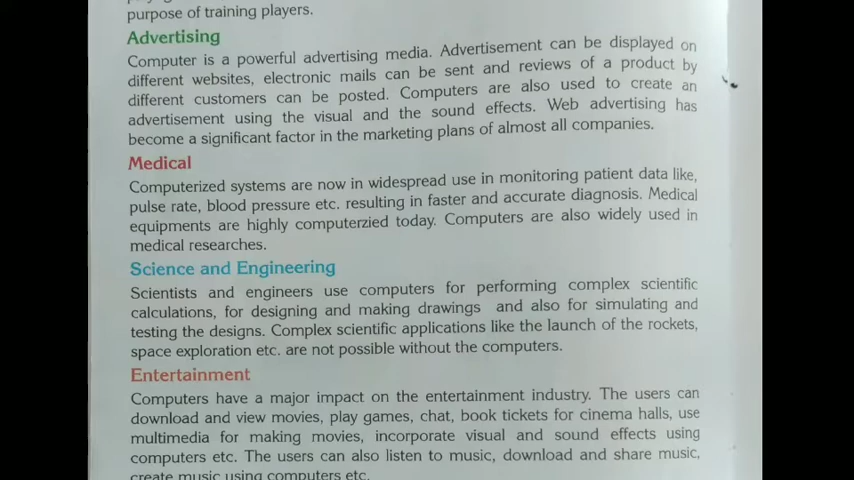 purpose of training players.
Advertising
Computer is a powerful advertising media. Advertisement can be displayed on
different websites, electronic mails can be sent and reviews of a product by
different customers can be posted. Computers are also used to create an
advertisement using the visual and the sound effects. Web advertising has
become a significant factor in the marketing plans of almost all companies.
Medical
Computerized systems are now in widespread use in monitoring patient data like,
pulse rate, blood pressure etc. resulting in faster and accurate diagnosis. Medical
equipments are highly computerzied today. Computers are also widely used in
medical researches.
Science and Engineering
Scientists and engineers use computers for performing complex scientific
calculations, for designing and making drawings and also for simulating and
testing the designs. Complex scientific applications like the launch of the rockets,
space exploration etc. are not possible without the computers.
Entertainment
Computers have a major impact on the entertainment industry. The users can
download and view movies, play games, chat, book tickets for cinema halls, use
multimedia for making movies, incorporate visual and sound effects using
computers etc. The users can also listen to music, download and share music,
create music using computers etc.